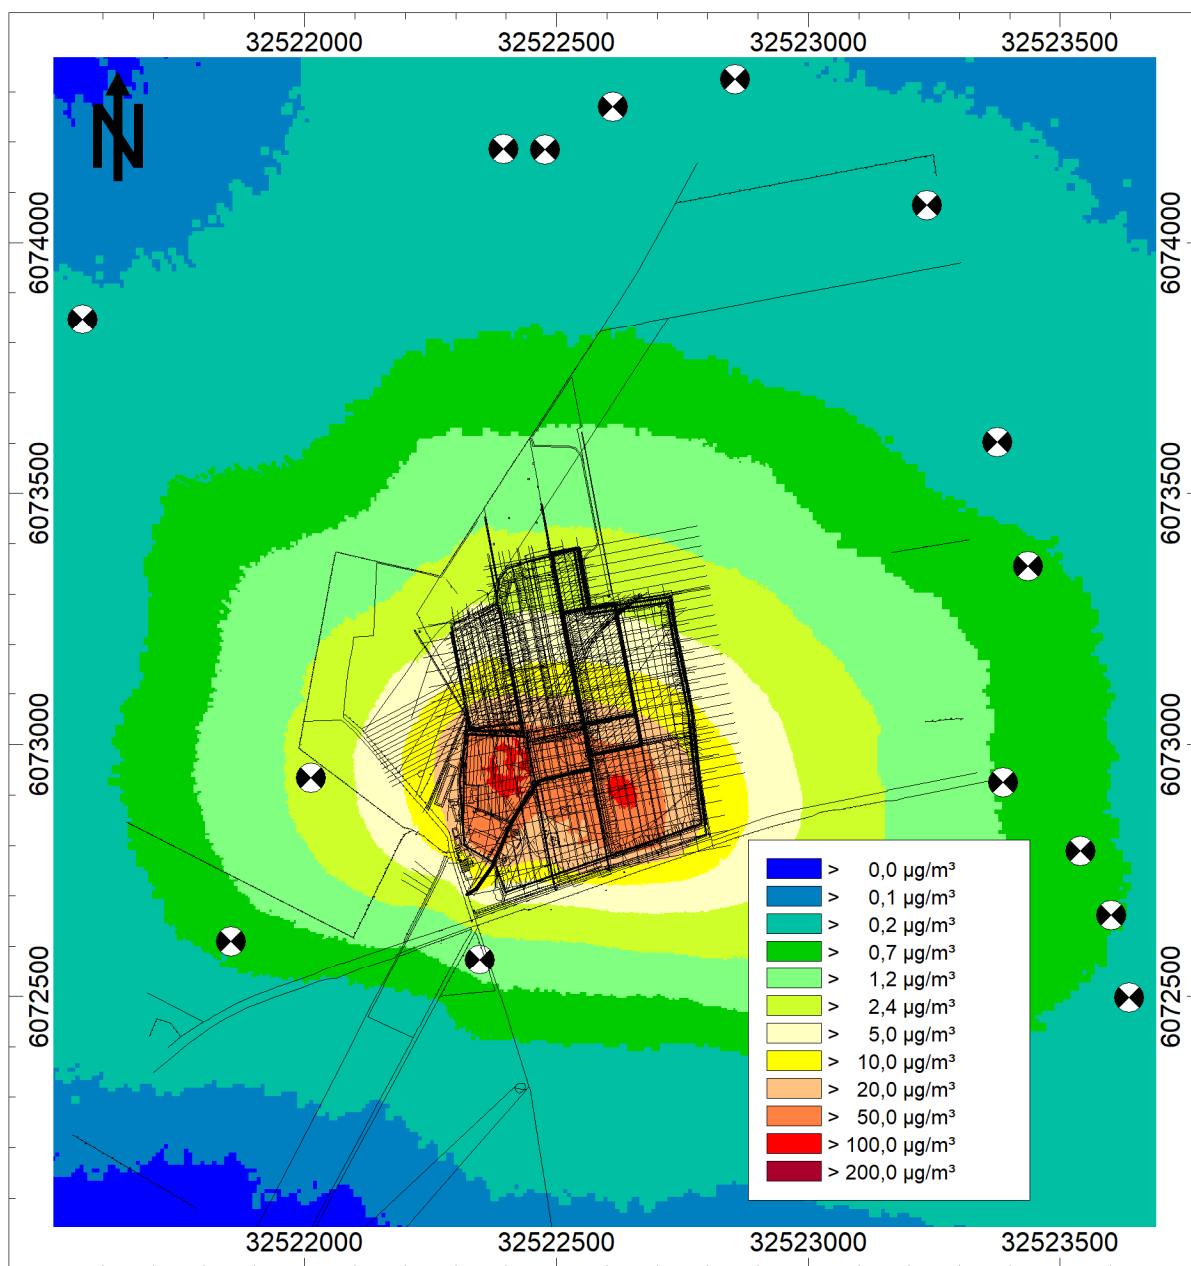 32522000 32522500 32523000 32523500
N
6074000 6074000
6073500 6073500
6073000 6073000
6072500 6072500
> 0,0 µg/m³
> 0,1 µg/m³
> 0,2 µg/m³
> 0,7 µg/m³
> 1,2 µg/m³
> 2,4 µg/m³
> 5,0 µg/m³
> 10,0 µg/m³
> 20,0 µg/m³
> 50,0 µg/m³
> 100,0 µg/m³
> 200,0 µg/m³
32522000 32522500 32523000 32523500